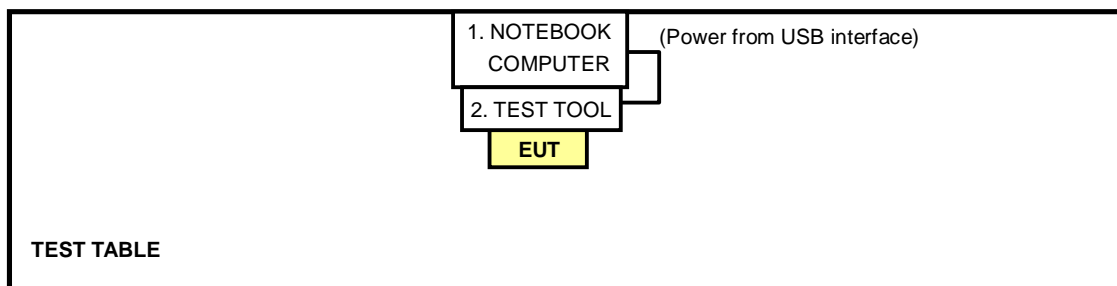 1. NOTEBOOK
COMPUTER
(Power from USB interface)
2. TEST TOOL
EUT
TEST TABLE